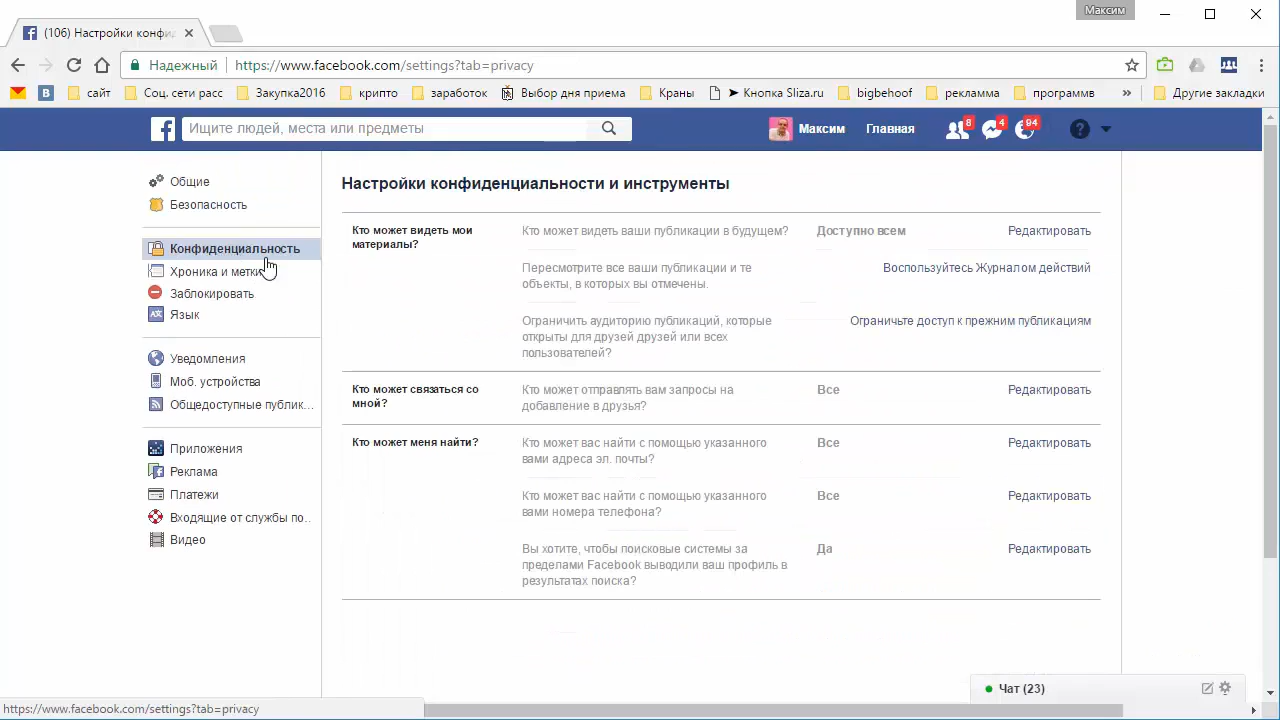 Максим
(106) Настройки конфид
Надежный
https://www.facebook.com/settings?tab=privacy
сайт
Соц. сети расс
Закупка2016
крипто
заработок
Выбор дня приема
Краны
➤ Кнопка Sliza.ru
bigbehoof
рекламма
программв
»
Другие закладки
Ищите людей, места или предметы
Максим
Главная
8
4
94
?
Общие
Безопасность
Конфиденциальность
Хроника и метки
Заблокировать
Язык
Уведомления
Моб. устройства
Общедоступные публик...
Приложения
Реклама
Платежи
Входящие от службы по..
Видео
Настройки конфиденциальности и инструменты
Кто может видеть мои
материалы?
Кто может видеть ваши публикации в будущем?
Доступно всем
Редактировать
Пересмотрите все ваши публикации и те
объекты, в которых вы отмечены.
Воспользуйтесь Журналом действий
Ограничить аудиторию публикаций, которые
открыты для друзей друзей или всех
пользователей?
Ограничьте доступ к прежним публикациям
Кто может связаться со
мной?
Кто может отправлять вам запросы на
добавление в друзья?
Все
Редактировать
Кто может меня найти?
Кто может вас найти с помощью указанного
вами адреса эл. почты?
Все
Редактировать
Кто может вас найти с помощью указанного
вами номера телефона?
Все
Редактировать
Вы хотите, чтобы поисковые системы за
пределами Facebook выводили ваш профиль в
результатах поиска?
Да
Редактировать
Чат (23)
https://www.facebook.com/settings?tab=privacy